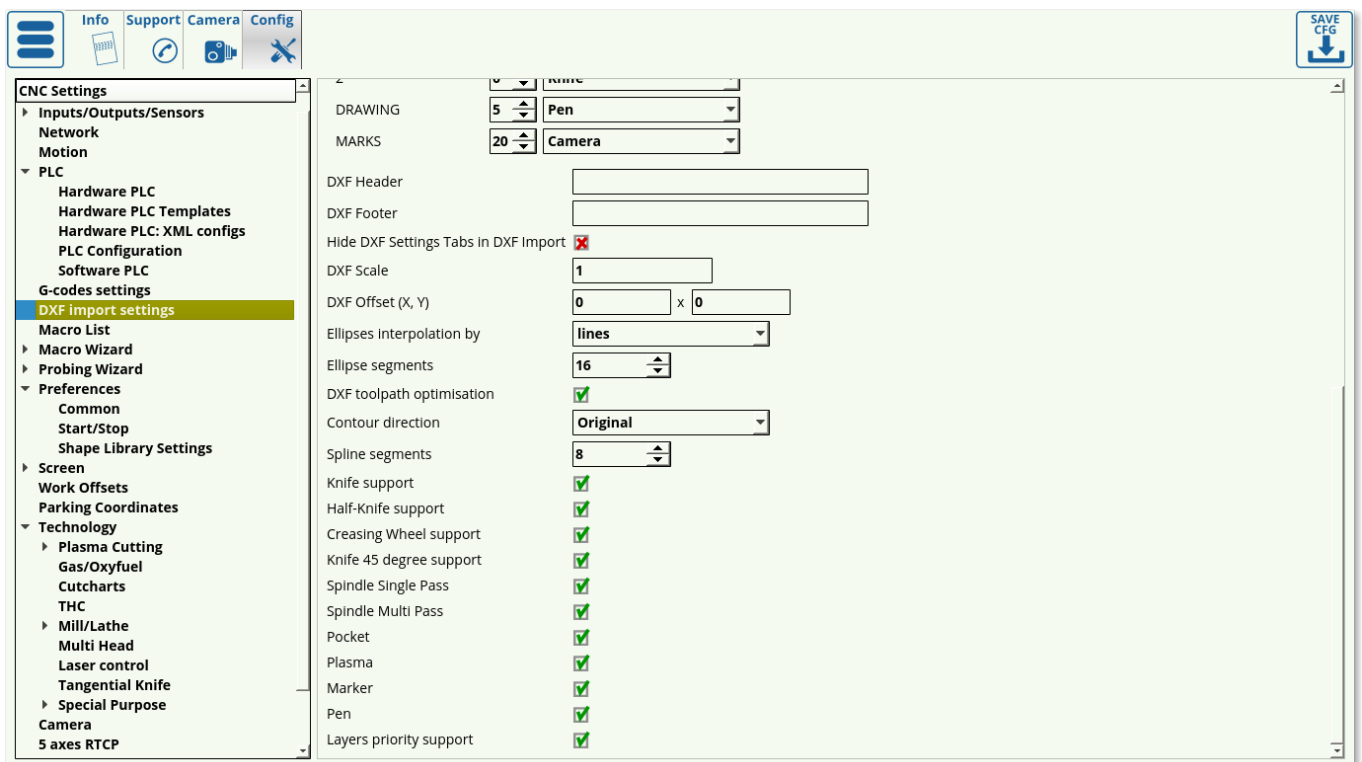 Info Support Camera Config
SAVE
CFG
CNC Settings
Inputs/Outputs/Sensors
Network
Motion
PLC
Hardware PLC
Hardware PLC Templates
Hardware PLC: XML configs
PLC Configuration
Software PLC
G-codes settings
DXF import settings
Macro List
Macro Wizard
Probing Wizard
Preferences
Common
Start/Stop
Shape Library Settings
Screen
Work Offsets
Parking Coordinates
Technology
Plasma Cutting
Gas/Oxyfuel
Cutcharts
THC
Mill/Lathe
Multi Head
Laser control
Tangential Knife
Special Purpose
Camera
5 axes RTCP
Knife
DRAWING 5 Pen
MARKS 20 Camera
DXF Header
DXF Footer
Hide DXF Settings Tabs in DXF Import
DXF Scale 1
DXF Offset (X, Y) 0 x 0
Ellipses interpolation by lines
Ellipse segments 16
DXF toolpath optimisation
Contour direction Original
Spline segments 8
Knife support
Half-Knife support
Creasing Wheel support
Knife 45 degree support
Spindle Single Pass
Spindle Multi Pass
Pocket
Plasma
Marker
Pen
Layers priority support